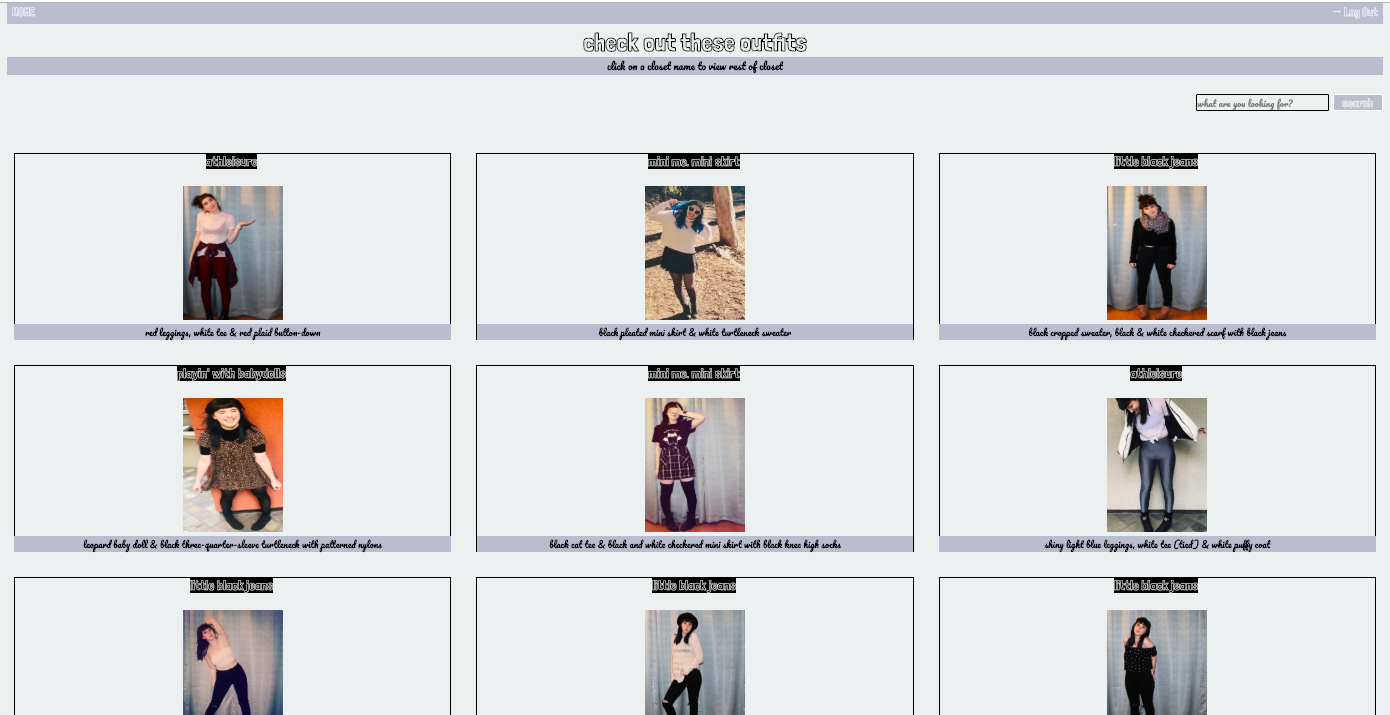 HOME
→ Log Out
check out these outfits
click on a closet name to view rest of closet
what are you looking for?
search
athleisure
mini me, mini skirt
little black jeans
red leggings, white tee & red plaid button-down
black pleated mini skirt & white turtleneck sweater
black cropped sweater, black & white checkered scarf with black jeans
playin' with babydolls
mini me, mini skirt
athleisure
leopard baby doll & black three-quarter-sleeve turtleneck with patterned nylons
black cat tee & black and white checkered mini skirt with black knee high socks
shiny light blue leggings, white tee (tied) & white puffy coat
little black jeans
little black jeans
little black jeans